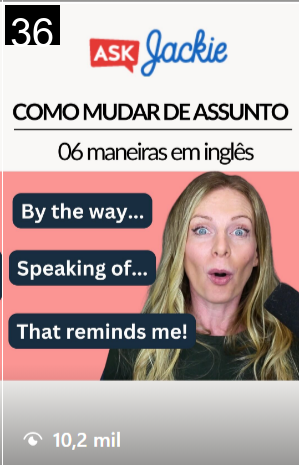 36
ASK Jackie
COMO MUDAR DE ASSUNTO
06 maneiras em inglês
By the way...
Speaking of...
That reminds me!
10,2 mil